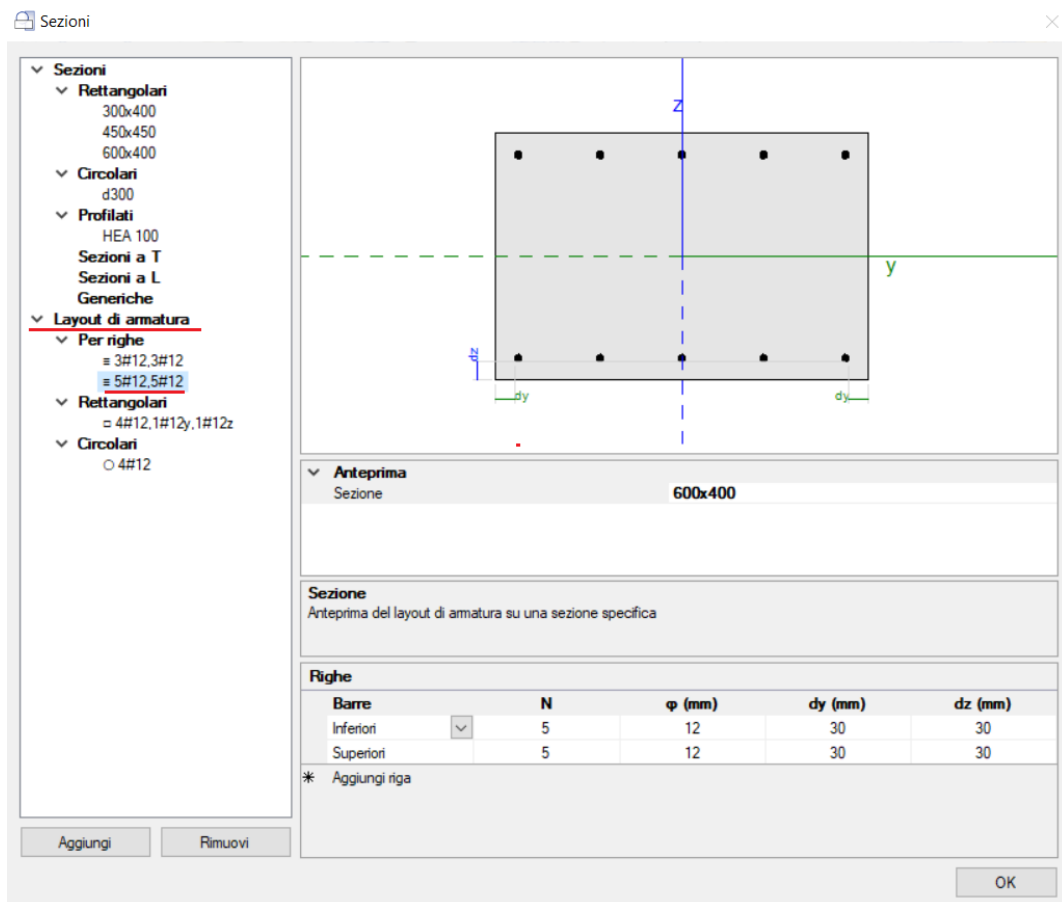 Sezioni
Sezioni
Rettangolari
300x400
450x450
600x400
Circolari
d300
Profilati
HEA 100
Sezioni a T
Sezioni a L
Generiche
Layout di armatura
Per righe
3#12,3#12
5#12,5#12
Rettangolari
4#12,1#12y,1#12z
Circolari
4#12
Aggiungi Rimuovi
z
y
dz
dy dy
Anteprima
Sezione 600x400
Sezione
Anteprima del layout di armatura su una sezione specifica
Righe
Barre N φ (mm) dy (mm) dz (mm)
Inferiori 5 12 30 30
Superiori 5 12 30 30
Aggiungi riga
OK